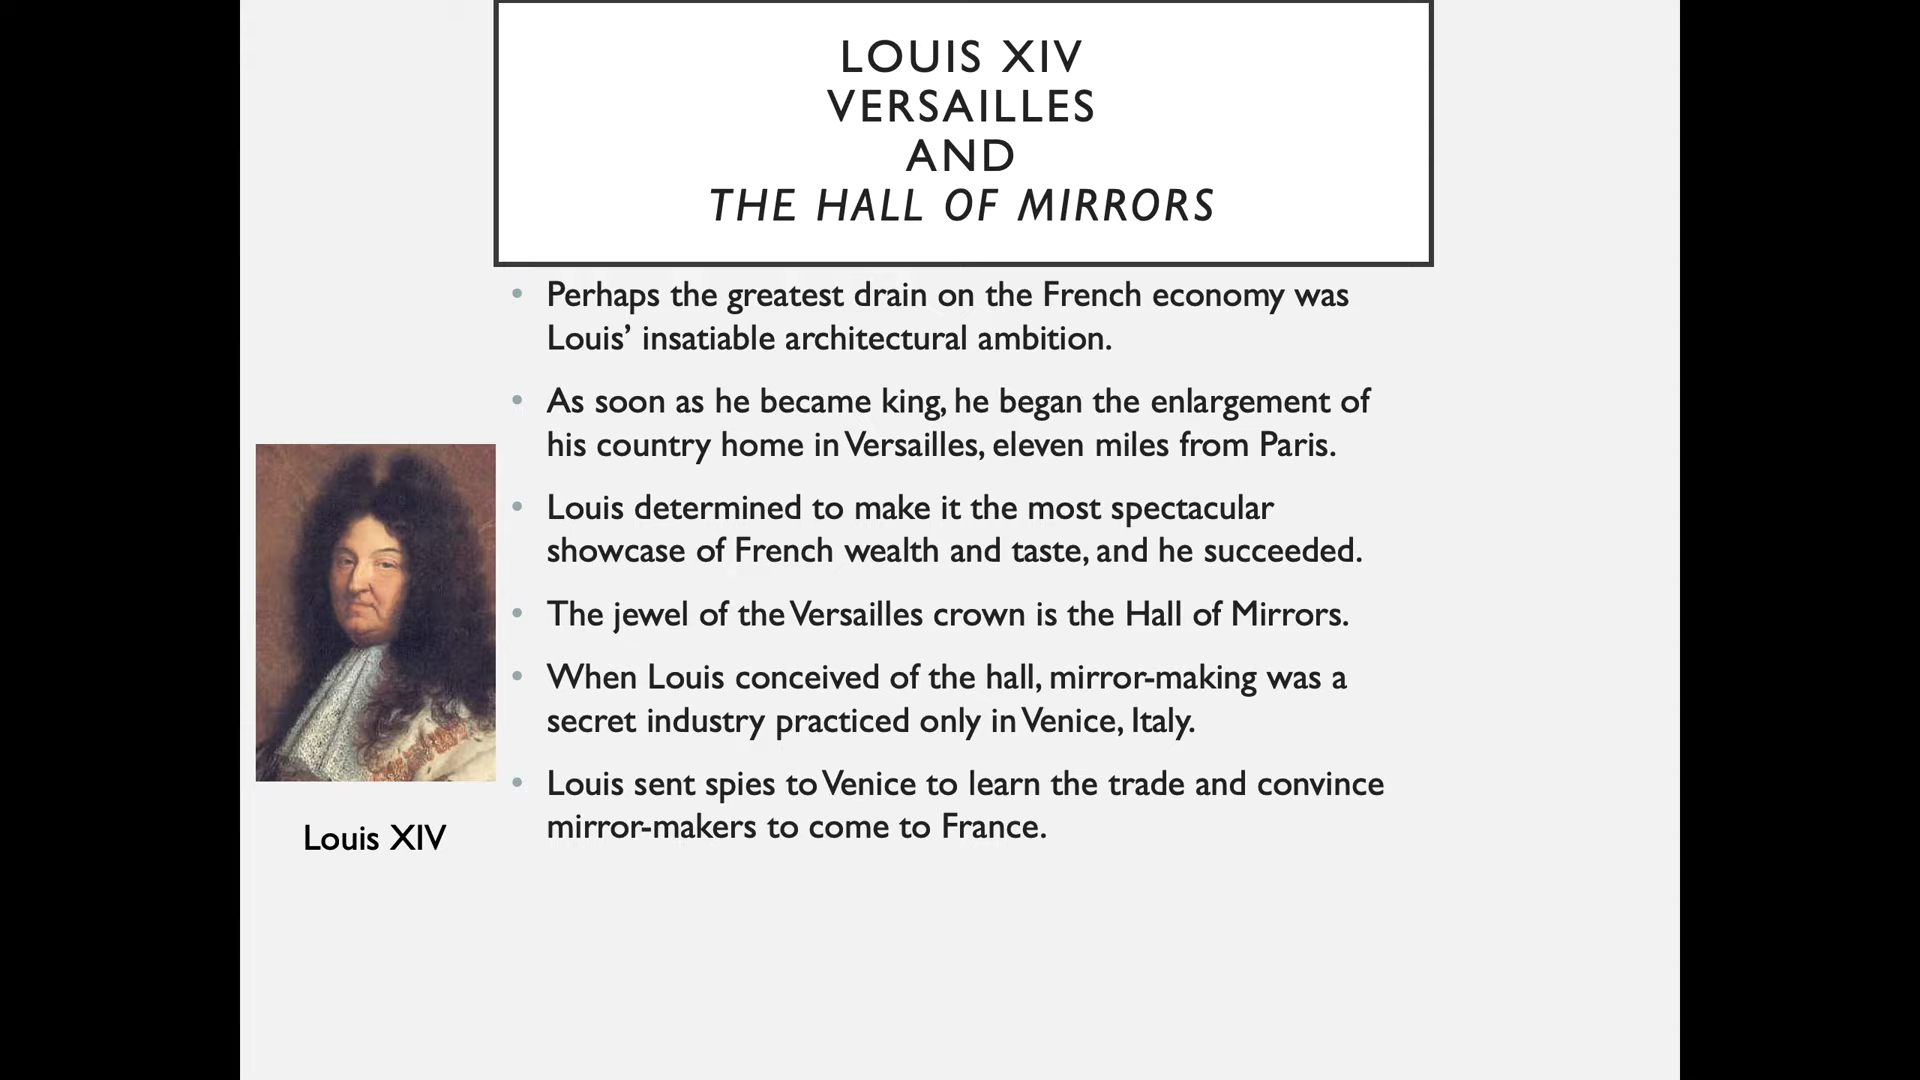 LOUIS XIV
VERSAILLES
AND
THE HALL OF MIRRORS
• Perhaps the greatest drain on the French economy was
Louis’ insatiable architectural ambition.
• As soon as he became king, he began the enlargement of
his country home in Versailles, eleven miles from Paris.
• Louis determined to make it the most spectacular
showcase of French wealth and taste, and he succeeded.
• The jewel of the Versailles crown is the Hall of Mirrors.
• When Louis conceived of the hall, mirror-making was a
secret industry practiced only in Venice, Italy.
• Louis sent spies to Venice to learn the trade and convince
mirror-makers to come to France.
Louis XIV